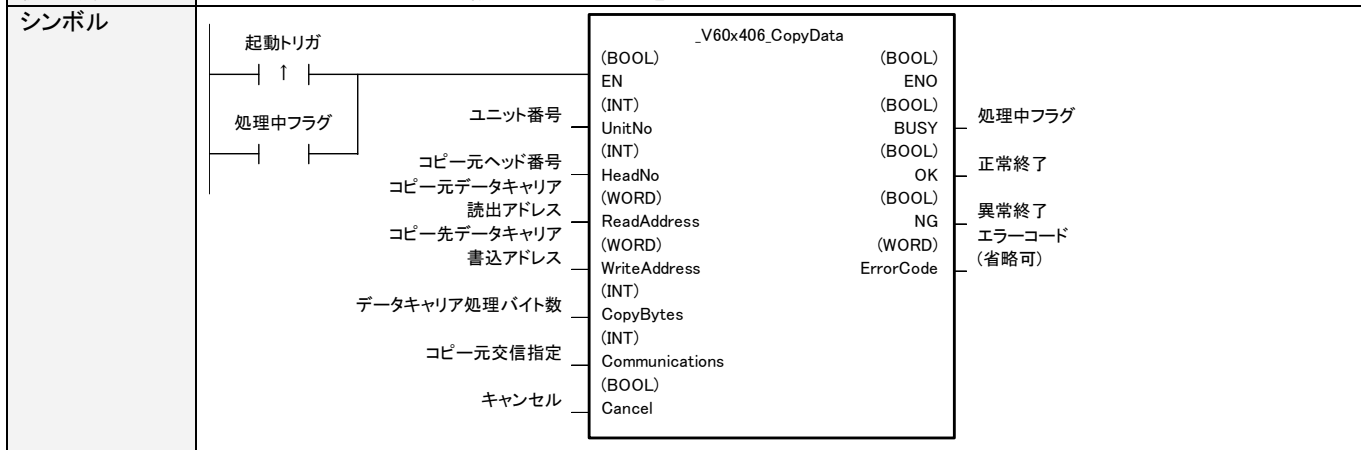 シンボル
起動トリガ
↑
処理中フラグ
_V60x406_CopyData
(BOOL) (BOOL)
EN ENO
(INT) (BOOL)
ユニット番号 UnitNo BUSY 処理中フラグ
(INT) (BOOL)
コピー元ヘッド番号 HeadNo OK 正常終了
コピー元データキャリア
読出アドレス
(WORD) (BOOL)
ReadAddress NG 異常終了
コピー先データキャリア
書込アドレス
(WORD) (WORD)
WriteAddress ErrorCode エラーコード
(省略可)
(INT)
データキャリア処理バイト数 CopyBytes
(INT)
コピー元交信指定 Communications
(BOOL)
キャンセル Cancel